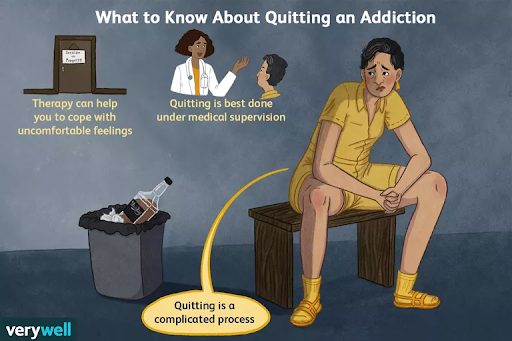 What to Know About Quitting an Addiction
Session
in
Progress
Therapy can help
you to cope with
uncomfortable feelings
Quitting is best done
under medical supervision
Quitting is a
complicated process
verywell